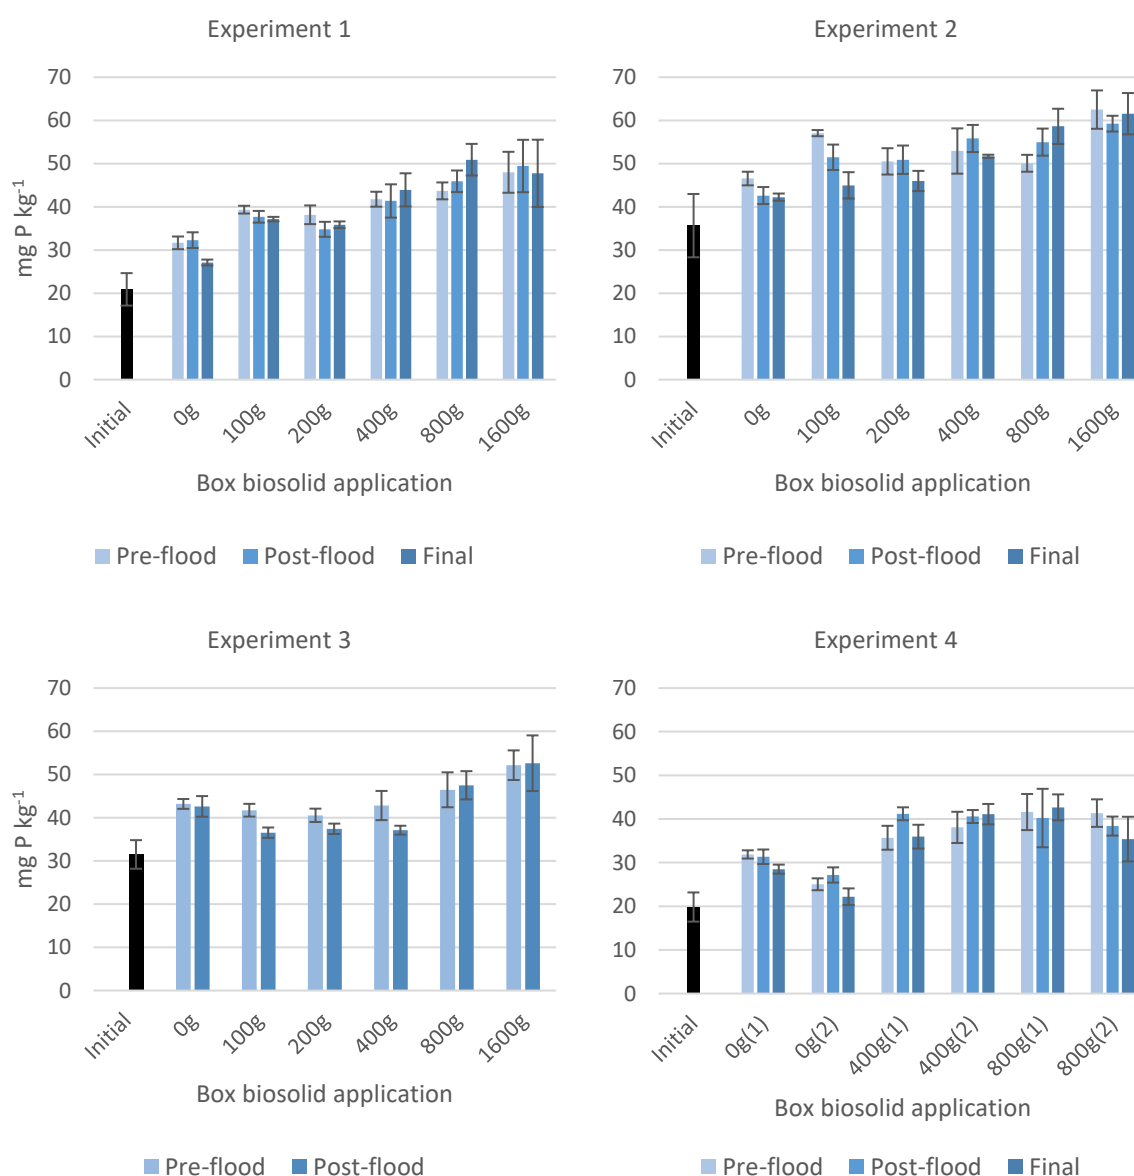 Experiment 1
70
60
50
40
30
20
10
0
mg P kg-1
Initial
0g
100g
200g
400g
800g
1600g
Box biosolid application
Pre-flood Post-flood Final
Experiment 2
70
60
50
40
30
20
10
0
Initial
0g
100g
200g
400g
800g
1600g
Box biosolid application
Pre-flood Post-flood Final
Experiment 3
70
60
50
40
30
20
10
0
mg P kg-1
Initial
0g
100g
200g
400g
800g
1600g
Box biosolid application
Pre-flood Post-flood
Experiment 4
70
60
50
40
30
20
10
0
Initial
0g(1)
0g(2)
400g(1)
400g(2)
800g(1)
800g(2)
Box biosolid application
Pre-flood Post-flood Final